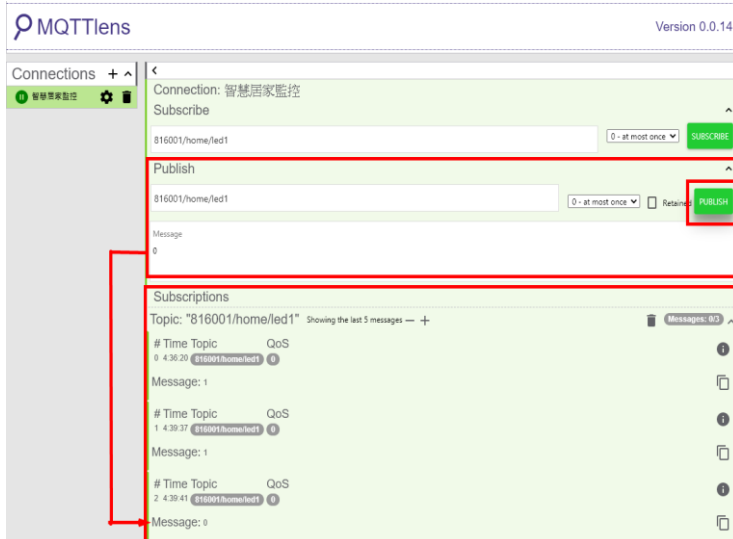 MQTTlens
Version 0.0.14
Connections
智慧居家監控
Connection: 智慧居家監控
Subscribe
816001/home/led1
0 - at most once
SUBSCRIBE
Publish
816001/home/led1
0 - at most once
Retained
PUBLISH
Message
0
Subscriptions
Topic: "816001/home/led1" Showing the last 5 messages — +
Messages: 0/3
# Time Topic QoS
0 4:36:20 816001/home/led1 0
Message: 1
# Time Topic QoS
1 4:39:37 816001/home/led1 0
Message: 1
# Time Topic QoS
2 4:39:41 816001/home/led1 0
Message: 0